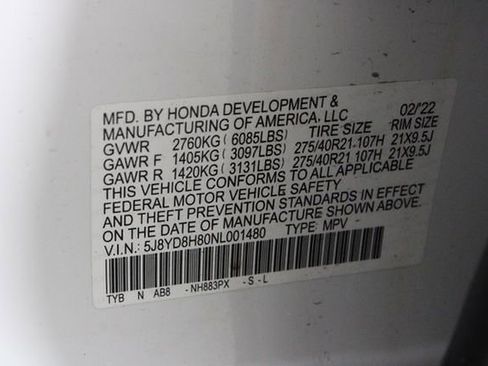 MFD. BY HONDA DEVELOPMENT & 02/'22
MANUFACTURING OF AMERICA, LLC
GVWR 2760KG ( 6085LBS) TIRE SIZE RIM SIZE
GAWR F 1405KG ( 3097LBS) 275/40R21 107H 21X9.5J
GAWR R 1420KG ( 3131LBS) 275/40R21 107H 21X9.5J
THIS VEHICLE CONFORMS TO ALL APPLICABLE
FEDERAL MOTOR VEHICLE SAFETY
AND THEFT PREVENTION STANDARDS IN EFFECT
ON THE DATE OF MANUFACTURE SHOWN ABOVE.
V.I.N.: 5J8YD8H80NL001480 TYPE: MPV
TYB N AB8 -NH883PX -S-L